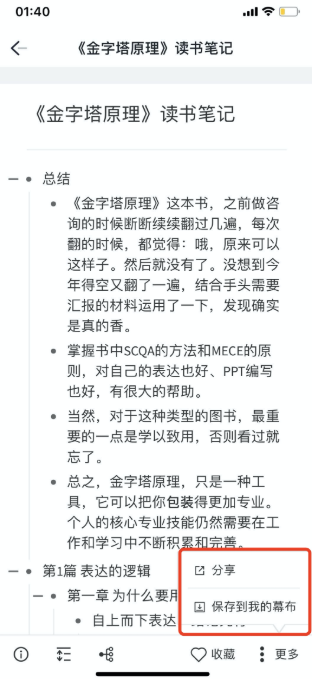 01:40
《金字塔原理》读书笔记
《金字塔原理》读书笔记
总结
《金字塔原理》这本书，之前做咨
询的时候断断续续翻过几遍，每次
翻的时候，都觉得：哦，原来可以
这样子。然后就没有了。没想到今
年得空又翻了一遍，结合手头需要
汇报的材料运用了一下，发现确实
是真的香。
掌握书中SCQA的方法和MECE的原
则，对自己的表达也好、PPT编写
也好，有很大的帮助。
当然，对于这种类型的图书，最重
要的一点是学以致用，否则看过就
忘了。
总之，金字塔原理，只是一种工
具，它可以把你包装得更加专业。
个人的核心专业技能仍然需要在工
作和学习中不断积累和完善。
第1篇 表达的逻辑
分享
第一章 为什么要用
保存到我的幕布
自上而下表达
收藏
更多